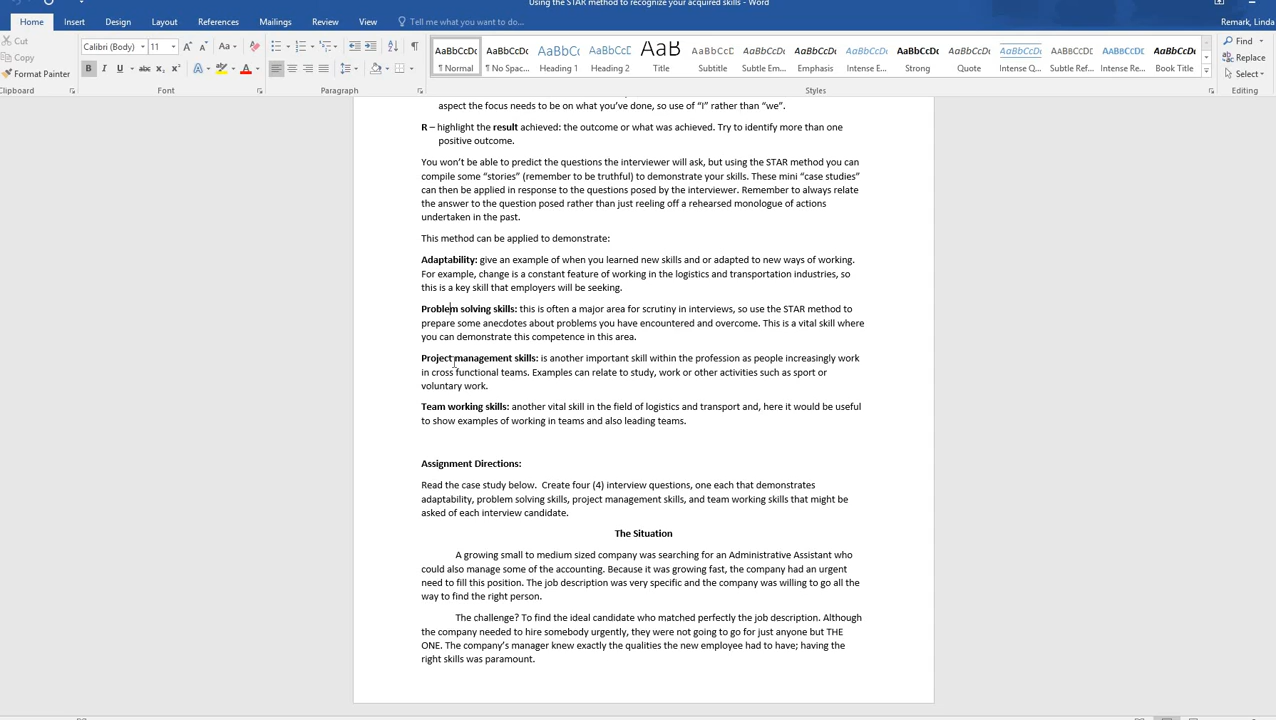 Using the STAR method to recognize your acquired skills - Word
Home Insert Design Layout References Mailings Review View Tell me what you want to do... Remark, Linda
Cut
Copy
Format Painter
Calibri (Body) 11
AaBbCcDc AaBbCcDc AaBbCc AaBbCcC AaB AaBbCcD AaBbCcDc AaBbCcDc AaBbCcDc AaBbCcDc AaBbCcDc AaBbCcDc AaBbCcDc AaBbCcDc AaBbCcDc
¶ Normal ¶ No Spac... Heading 1 Heading 2 Title Subtitle Subtle Em... Emphasis Intense E... Strong Quote Intense Q... Subtle Ref... Intense Re... Book Title
Find
Replace
Select
Clipboard Font Paragraph Styles Editing
aspect the focus needs to be on what you’ve done, so use of “I” rather than “we”.
R – highlight the result achieved: the outcome or what was achieved. Try to identify more than one
positive outcome.
You won’t be able to predict the questions the interviewer will ask, but using the STAR method you can
compile some “stories” (remember to be truthful) to demonstrate your skills. These mini “case studies”
can then be applied in response to the questions posed by the interviewer. Remember to always relate
the answer to the question posed rather than just reeling off a rehearsed monologue of actions
undertaken in the past.
This method can be applied to demonstrate:
Adaptability: give an example of when you learned new skills and or adapted to new ways of working.
For example, change is a constant feature of working in the logistics and transportation industries, so
this is a key skill that employers will be seeking.
Problem solving skills: this is often a major area for scrutiny in interviews, so use the STAR method to
prepare some anecdotes about problems you have encountered and overcome. This is a vital skill where
you can demonstrate this competence in this area.
Project management skills: is another important skill within the profession as people increasingly work
in cross functional teams. Examples can relate to study, work or other activities such as sport or
voluntary work.
Team working skills: another vital skill in the field of logistics and transport and, here it would be useful
to show examples of working in teams and also leading teams.
Assignment Directions:
Read the case study below. Create four (4) interview questions, one each that demonstrates
adaptability, problem solving skills, project management skills, and team working skills that might be
asked of each interview candidate.
The Situation
A growing small to medium sized company was searching for an Administrative Assistant who
could also manage some of the accounting. Because it was growing fast, the company had an urgent
need to fill this position. The job description was very specific and the company was willing to go all the
way to find the right person.
The challenge? To find the ideal candidate who matched perfectly the job description. Although
the company needed to hire somebody urgently, they were not going to go for just anyone but THE
ONE. The company’s manager knew exactly the qualities the new employee had to have; having the
right skills was paramount.